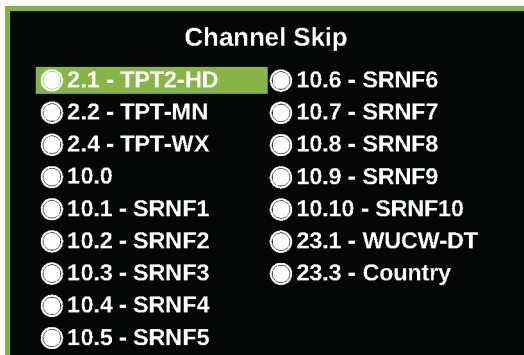 Channel Skip
2.1 - TPT2-HD
2.2 - TPT-MN
2.4 - TPT-WX
10.0
10.1 - SRNF1
10.2 - SRNF2
10.3 - SRNF3
10.4 - SRNF4
10.5 - SRNF5
10.6 - SRNF6
10.7 - SRNF7
10.8 - SRNF8
10.9 - SRNF9
10.10 - SRNF10
23.1 - WUCW-DT
23.3 - Country